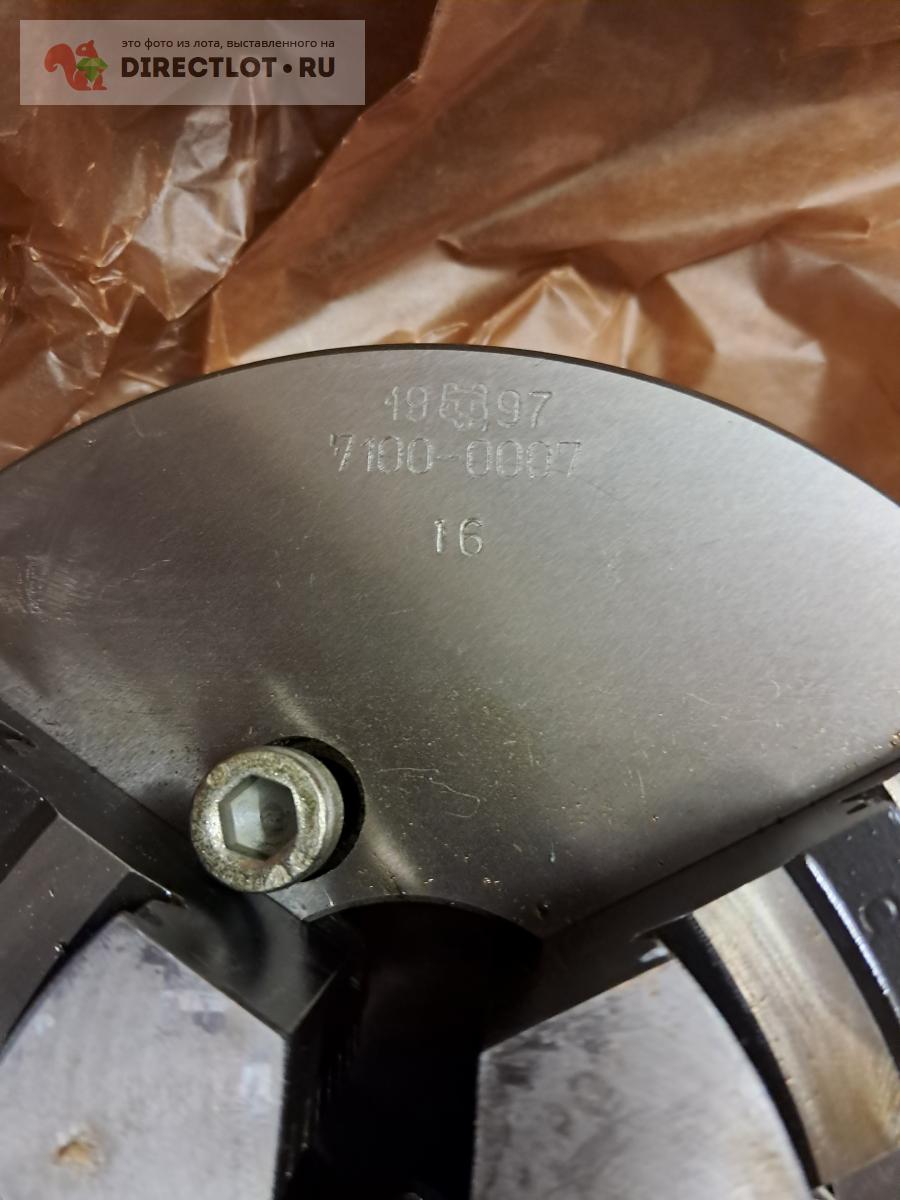 это фото из лота, выставленного на
DIRECTLOT•RU
7100-0007
16